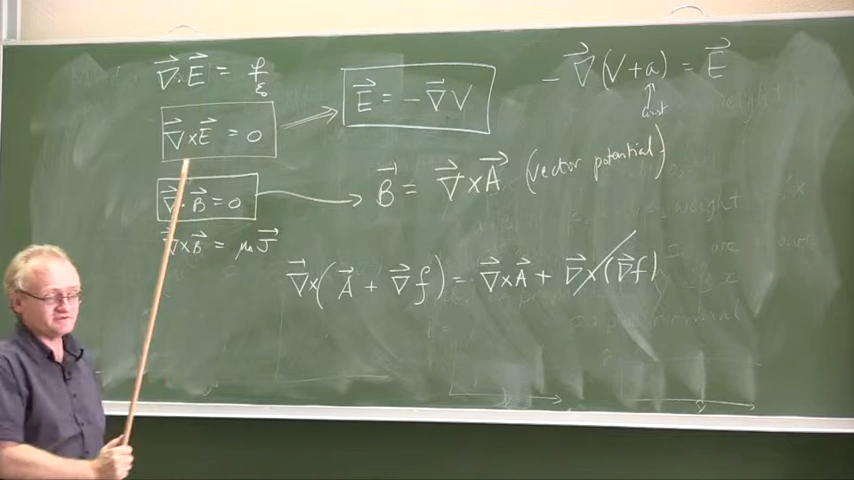 ∇⃗·E⃗ = ρ/ε₀
∇⃗×E⃗ = 0 ⇒ E⃗ = -∇⃗V
-∇⃗(V+a) = E⃗
const
∇⃗·B⃗ = 0 → B⃗ = ∇⃗×A⃗ (vector potential)
∇⃗×B⃗ = μ₀J⃗
∇⃗×(A⃗ + ∇⃗f) = ∇⃗×A⃗ + ∇⃗×(∇⃗f)